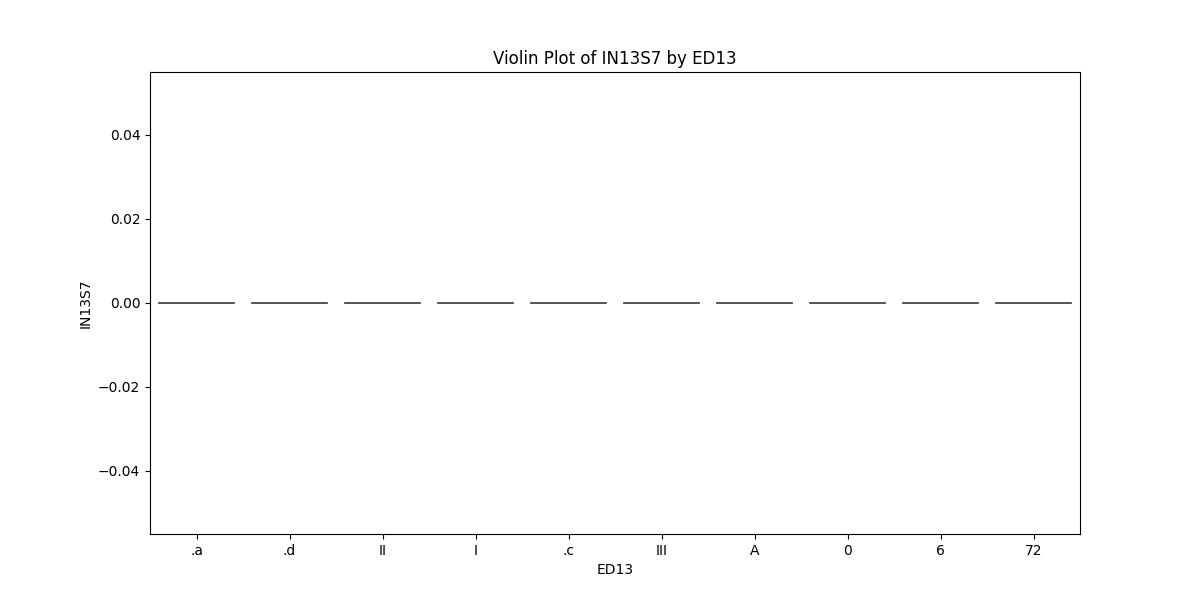 Violin Plot of IN13S7 by ED13
0.04
0.02
0.00
−0.02
−0.04
IN13S7
.a .d II I .c III A 0 6 72
ED13